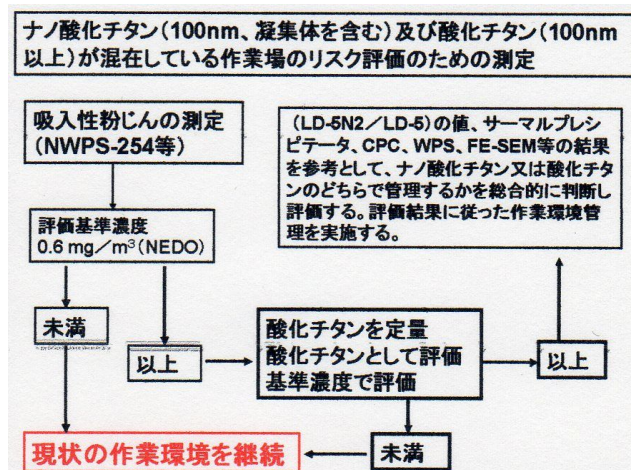 ナノ酸化チタン(100nm、凝集体を含む)及び酸化チタン(100nm
以上)が混在している作業場のリスク評価のための測定
吸入性粉じんの測定
(NWPS-254等)
評価基準濃度
0.6 mg/m³(NEDO)
未満
以上
酸化チタンを定量
酸化チタンとして評価
基準濃度で評価
以上
(LD-5N2/LD-5)の値、サーマルプレシ
ピテータ、CPC、WPS、FE-SEM等の結果
を参考として、ナノ酸化チタン又は酸化チ
タンのどちらで管理するかを総合的に判断し
評価する。評価結果に従った作業環境管
理を実施する。
未満
現状の作業環境を継続